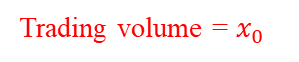 Trading volume = x₀